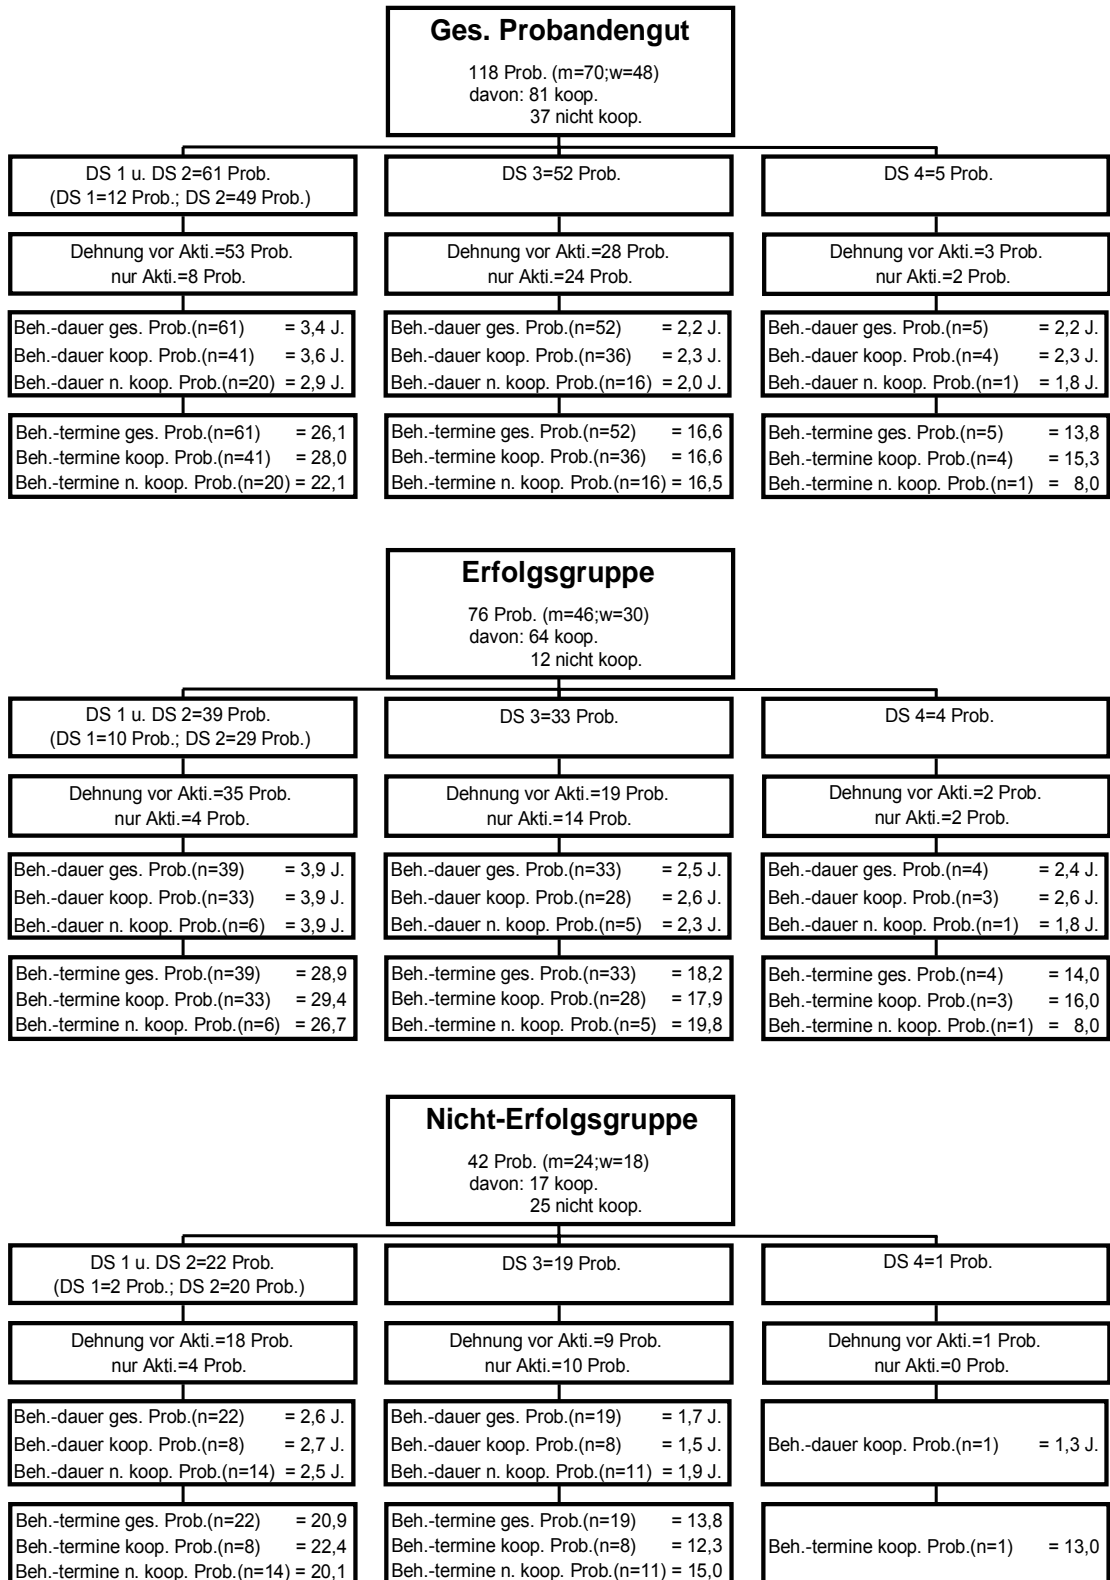 Ges. Probandengut
118 Prob. (m=70;w=48)
davon: 81 koop.
37 nicht koop.
DS 1 u. DS 2=61 Prob.
(DS 1=12 Prob.; DS 2=49 Prob.)
DS 3=52 Prob.
DS 4=5 Prob.
Dehnung vor Akti.=53 Prob.
nur Akti.=8 Prob.
Dehnung vor Akti.=28 Prob.
nur Akti.=24 Prob.
Dehnung vor Akti.=3 Prob.
nur Akti.=2 Prob.
Beh.-dauer ges. Prob.(n=61) = 3,4 J.
Beh.-dauer koop. Prob.(n=41) = 3,6 J.
Beh.-dauer n. koop. Prob.(n=20) = 2,9 J.
Beh.-dauer ges. Prob.(n=52) = 2,2 J.
Beh.-dauer koop. Prob.(n=36) = 2,3 J.
Beh.-dauer n. koop. Prob.(n=16) = 2,0 J.
Beh.-dauer ges. Prob.(n=5) = 2,2 J.
Beh.-dauer koop. Prob.(n=4) = 2,3 J.
Beh.-dauer n. koop. Prob.(n=1) = 1,8 J.
Beh.-termine ges. Prob.(n=61) = 26,1
Beh.-termine koop. Prob.(n=41) = 28,0
Beh.-termine n. koop. Prob.(n=20) = 22,1
Beh.-termine ges. Prob.(n=52) = 16,6
Beh.-termine koop. Prob.(n=36) = 16,6
Beh.-termine n. koop. Prob.(n=16) = 16,5
Beh.-termine ges. Prob.(n=5) = 13,8
Beh.-termine koop. Prob.(n=4) = 15,3
Beh.-termine n. koop. Prob.(n=1) = 8,0
Erfolgsgruppe
76 Prob. (m=46;w=30)
davon: 64 koop.
12 nicht koop.
DS 1 u. DS 2=39 Prob.
(DS 1=10 Prob.; DS 2=29 Prob.)
DS 3=33 Prob.
DS 4=4 Prob.
Dehnung vor Akti.=35 Prob.
nur Akti.=4 Prob.
Dehnung vor Akti.=19 Prob.
nur Akti.=14 Prob.
Dehnung vor Akti.=2 Prob.
nur Akti.=2 Prob.
Beh.-dauer ges. Prob.(n=39) = 3,9 J.
Beh.-dauer koop. Prob.(n=33) = 3,9 J.
Beh.-dauer n. koop. Prob.(n=6) = 3,9 J.
Beh.-dauer ges. Prob.(n=33) = 2,5 J.
Beh.-dauer koop. Prob.(n=28) = 2,6 J.
Beh.-dauer n. koop. Prob.(n=5) = 2,3 J.
Beh.-dauer ges. Prob.(n=4) = 2,4 J.
Beh.-dauer koop. Prob.(n=3) = 2,6 J.
Beh.-dauer n. koop. Prob.(n=1) = 1,8 J.
Beh.-termine ges. Prob.(n=39) = 28,9
Beh.-termine koop. Prob.(n=33) = 29,4
Beh.-termine n. koop. Prob.(n=6) = 26,7
Beh.-termine ges. Prob.(n=33) = 18,2
Beh.-termine koop. Prob.(n=28) = 17,9
Beh.-termine n. koop. Prob.(n=5) = 19,8
Beh.-termine ges. Prob.(n=4) = 14,0
Beh.-termine koop. Prob.(n=3) = 16,0
Beh.-termine n. koop. Prob.(n=1) = 8,0
Nicht-Erfolgsgruppe
42 Prob. (m=24;w=18)
davon: 17 koop.
25 nicht koop.
DS 1 u. DS 2=22 Prob.
(DS 1=2 Prob.; DS 2=20 Prob.)
DS 3=19 Prob.
DS 4=1 Prob.
Dehnung vor Akti.=18 Prob.
nur Akti.=4 Prob.
Dehnung vor Akti.=9 Prob.
nur Akti.=10 Prob.
Dehnung vor Akti.=1 Prob.
nur Akti.=0 Prob.
Beh.-dauer ges. Prob.(n=22) = 2,6 J.
Beh.-dauer koop. Prob.(n=8) = 2,7 J.
Beh.-dauer n. koop. Prob.(n=14) = 2,5 J.
Beh.-dauer ges. Prob.(n=19) = 1,7 J.
Beh.-dauer koop. Prob.(n=8) = 1,5 J.
Beh.-dauer n. koop. Prob.(n=11) = 1,9 J.
Beh.-dauer koop. Prob.(n=1) = 1,3 J.
Beh.-termine ges. Prob.(n=22) = 20,9
Beh.-termine koop. Prob.(n=8) = 22,4
Beh.-termine n. koop. Prob.(n=14) = 20,1
Beh.-termine ges. Prob.(n=19) = 13,8
Beh.-termine koop. Prob.(n=8) = 12,3
Beh.-termine n. koop. Prob.(n=11) = 15,0
Beh.-termine koop. Prob.(n=1) = 13,0